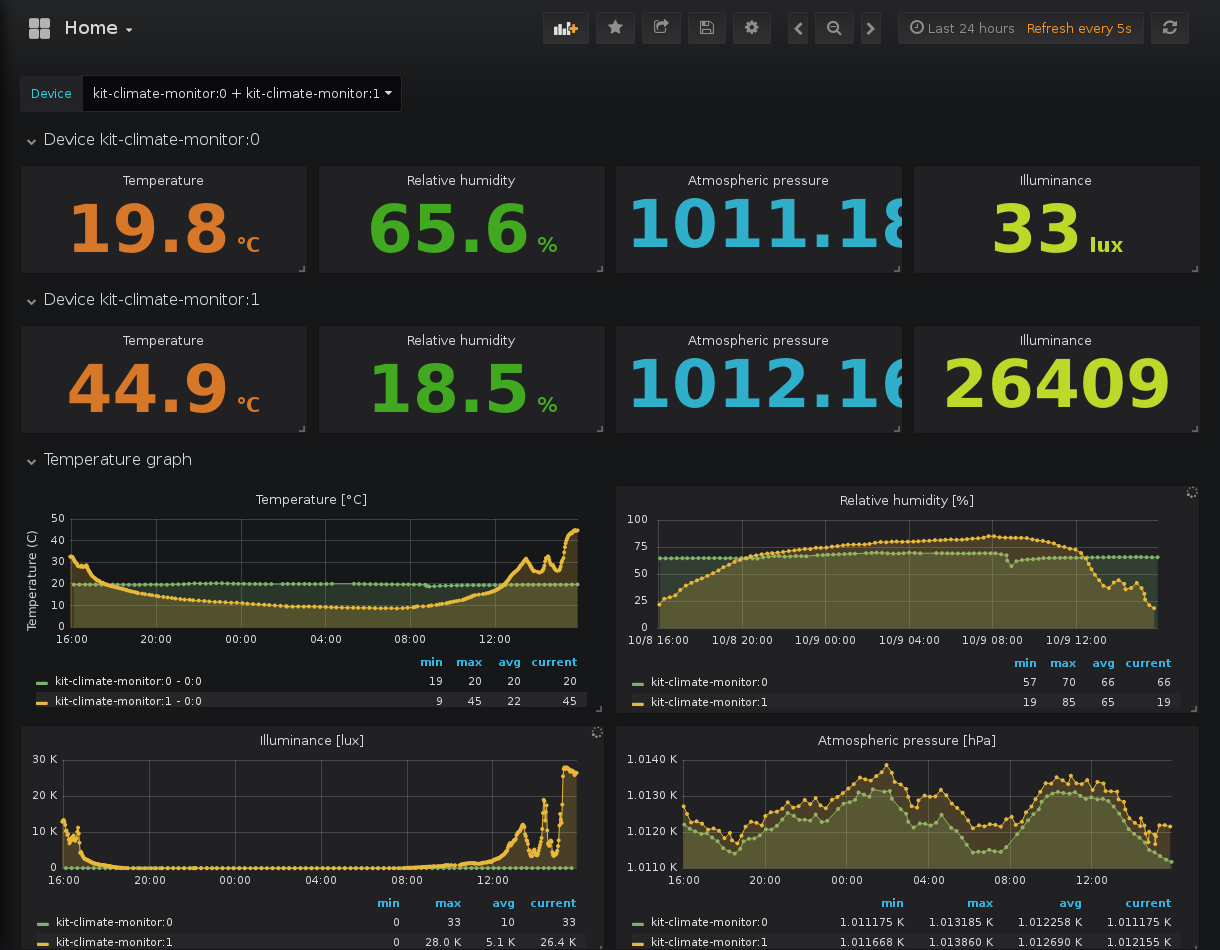 Home
Last 24 hours Refresh every 5s
Device kit-climate-monitor:0 + kit-climate-monitor:1
Device kit-climate-monitor:0
Temperature Relative humidity Atmospheric pressure Illuminance
19.8 °C 65.6 % 1011.18 33 lux
Device kit-climate-monitor:1
Temperature Relative humidity Atmospheric pressure Illuminance
44.9 °C 18.5 % 1012.16 26409
Temperature graph
Temperature [°C]
Temperature (C)
50
40
30
20
10
0
16:00 20:00 00:00 04:00 08:00 12:00
min max avg current
kit-climate-monitor:0 - 0:0 19 20 20 20
kit-climate-monitor:1 - 0:0 9 45 22 45
Relative humidity [%]
100
75
50
25
0
10/8 16:00 10/8 20:00 10/9 00:00 10/9 04:00 10/9 08:00 10/9 12:00
min max avg current
kit-climate-monitor:0 57 70 66 66
kit-climate-monitor:1 19 85 65 19
Illuminance [lux]
30 K
20 K
10 K
0
16:00 20:00 00:00 04:00 08:00 12:00
min max avg current
kit-climate-monitor:0 0 33 10 33
kit-climate-monitor:1 0 28.0 K 5.1 K 26.4 K
Atmospheric pressure [hPa]
1.0140 K
1.0130 K
1.0120 K
1.0110 K
16:00 20:00 00:00 04:00 08:00 12:00
min max avg current
kit-climate-monitor:0 1.011175 K 1.013185 K 1.012258 K 1.011175 K
kit-climate-monitor:1 1.011668 K 1.013860 K 1.012690 K 1.012155 K